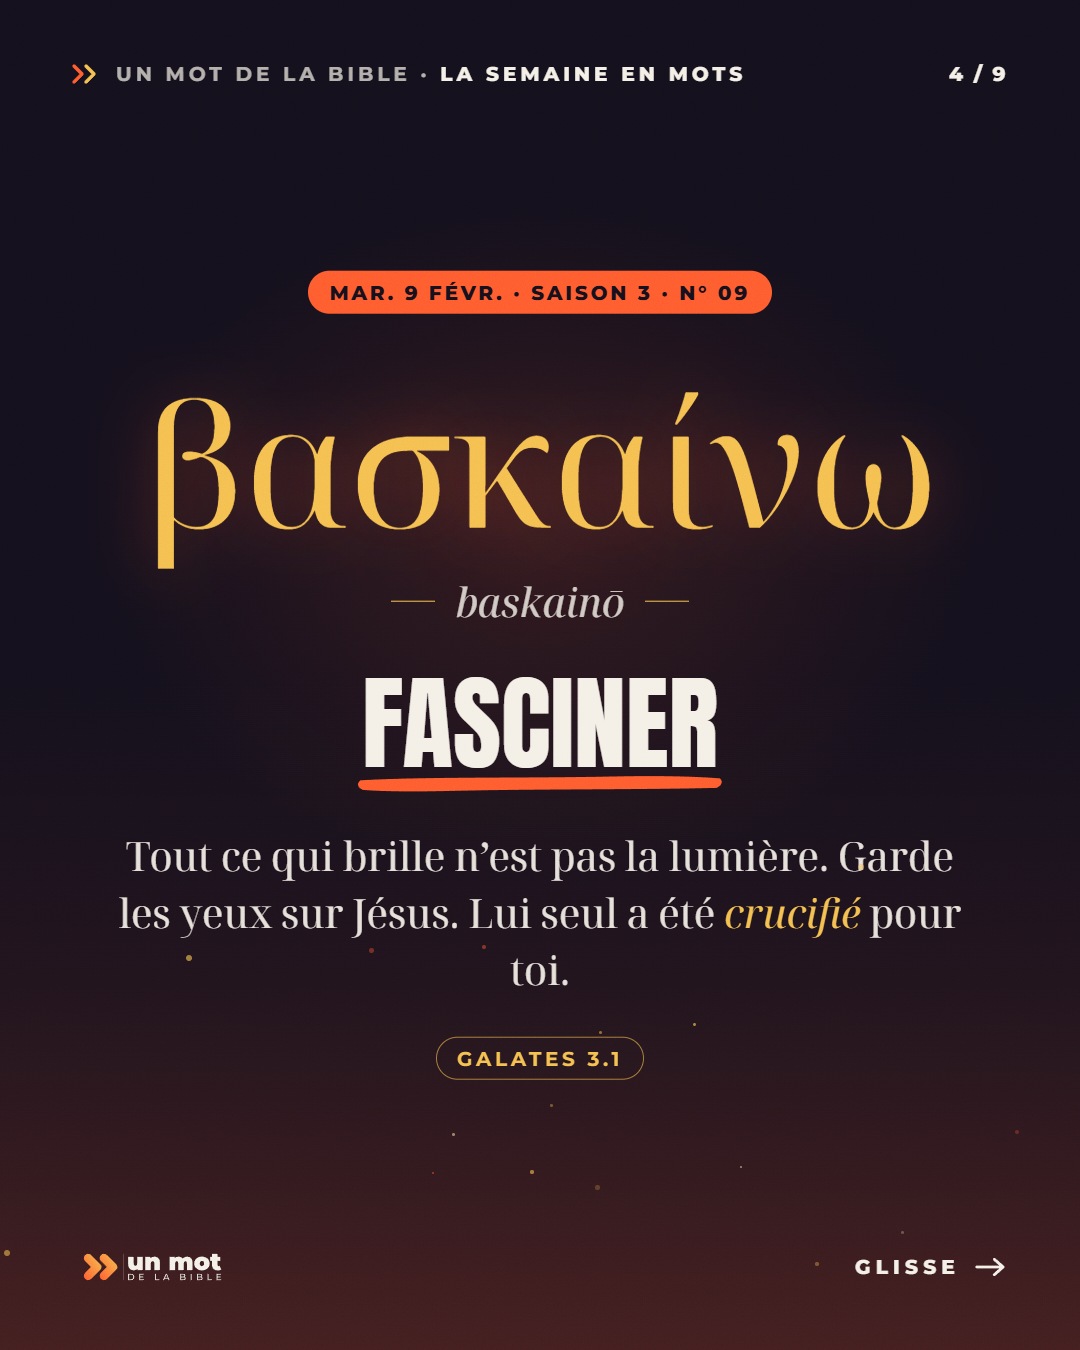 UN MOT DE LA BIBLE · LA SEMAINE EN MOTS
4 / 9
MAR. 9 FÉVR. · SAISON 3 · N° 09
βασκαίνω
baskainō
FASCINER
Tout ce qui brille n’est pas la lumière. Garde
les yeux sur Jésus. Lui seul a été crucifié pour
toi.
GALATES 3.1
un mot
DE LA BIBLE
GLISSE →